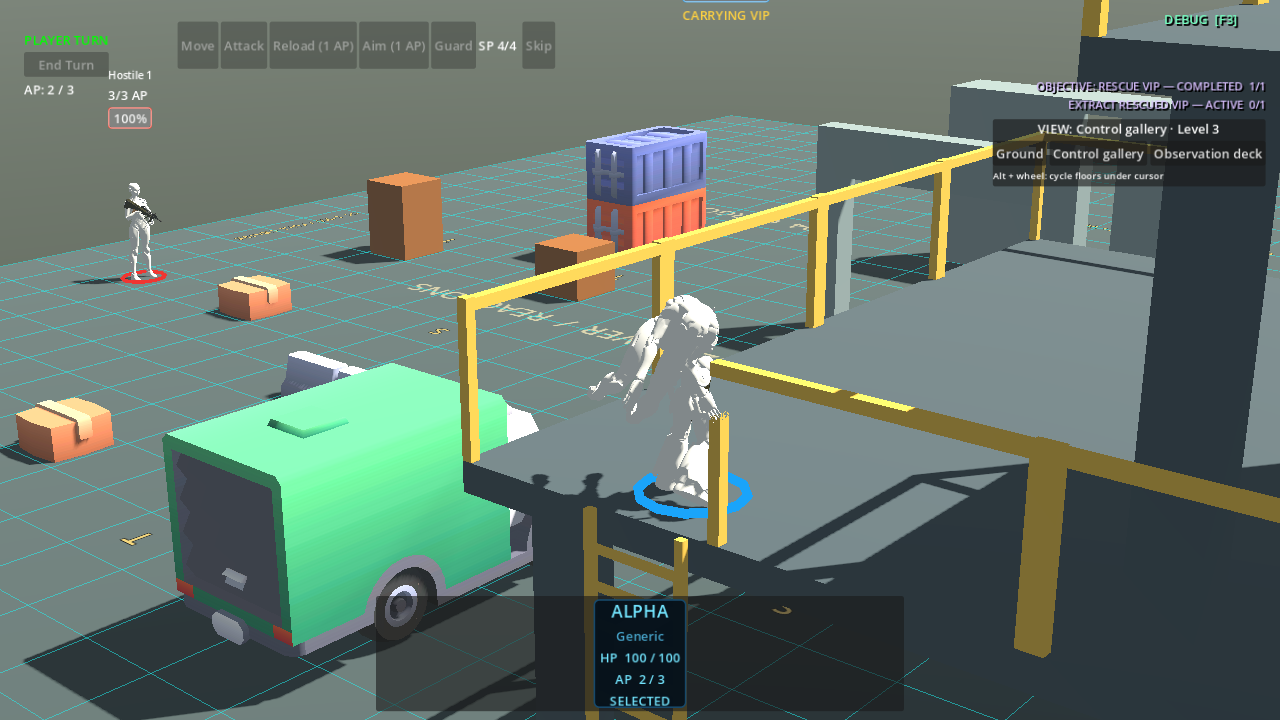 CARRYING VIP
DEBUG [F3]
PLAYER TURN
End Turn
AP: 2 / 3
Move
Attack
Reload (1 AP)
Aim (1 AP)
Guard
SP 4/4
Skip
Hostile 1
3/3 AP
100%
OBJECTIVE: RESCUE VIP — COMPLETED 1/1
EXTRACT RESCUED VIP — ACTIVE 0/1
VIEW: Control gallery · Level 3
Ground
Control gallery
Observation deck
Alt + wheel: cycle floors under cursor
1
ALPHA
Generic
HP 100 / 100
AP 2 / 3
SELECTED